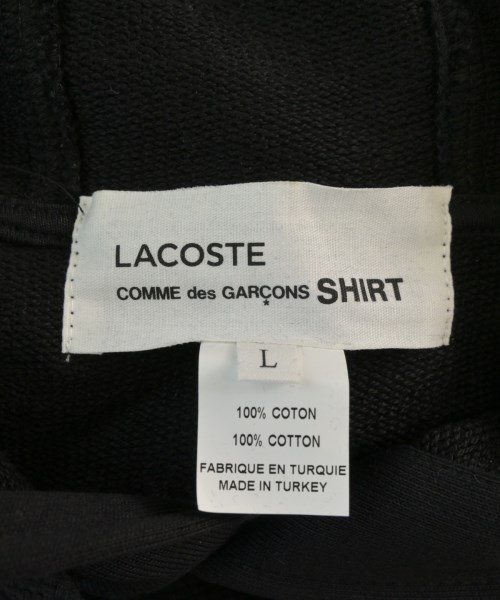 LACOSTE
COMME des GARÇONS SHIRT
*
L
100% COTON
100% COTTON
FABRIQUE EN TURQUIE
MADE IN TURKEY